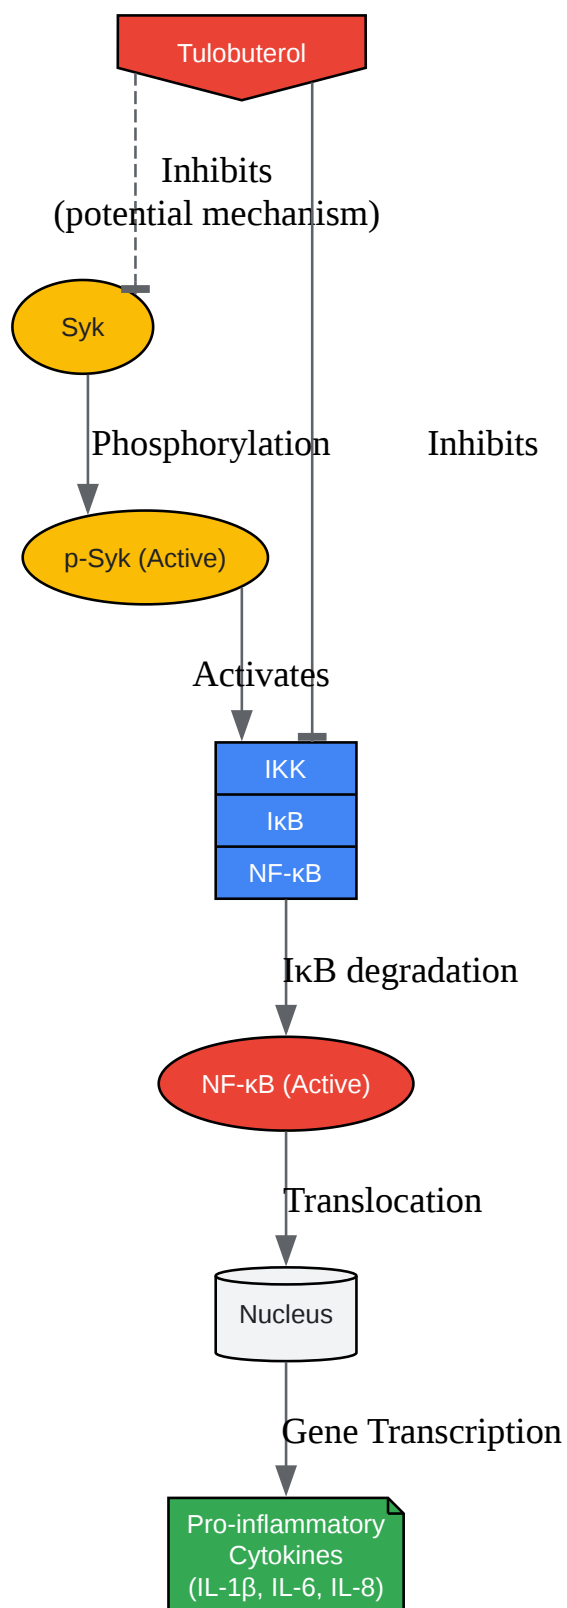 Tulobuterol
Inhibits
(potential mechanism)
Syk
Phosphorylation
Inhibits
p-Syk (Active)
Activates
IKK
IκB
NF-κB
IκB degradation
NF-κB (Active)
Translocation
Nucleus
Gene Transcription
Pro-inflammatory
Cytokines
(IL-1β, IL-6, IL-8)